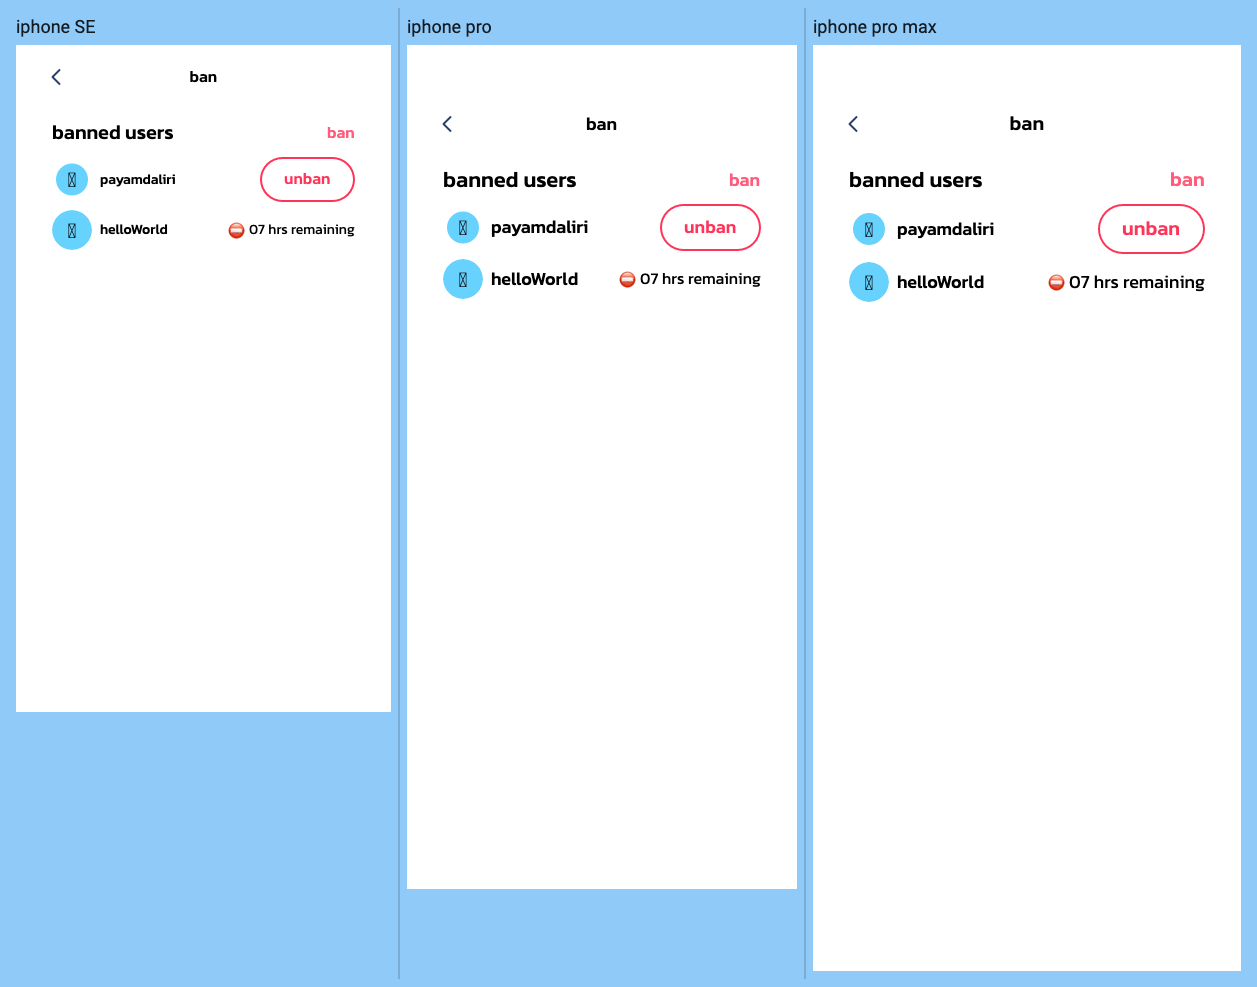 iphone SE
ban
banned users ban
payamdaliri unban
helloWorld ⛔ 07 hrs remaining
iphone pro
ban
banned users ban
payamdaliri unban
helloWorld ⛔ 07 hrs remaining
iphone pro max
ban
banned users ban
payamdaliri unban
helloWorld ⛔ 07 hrs remaining